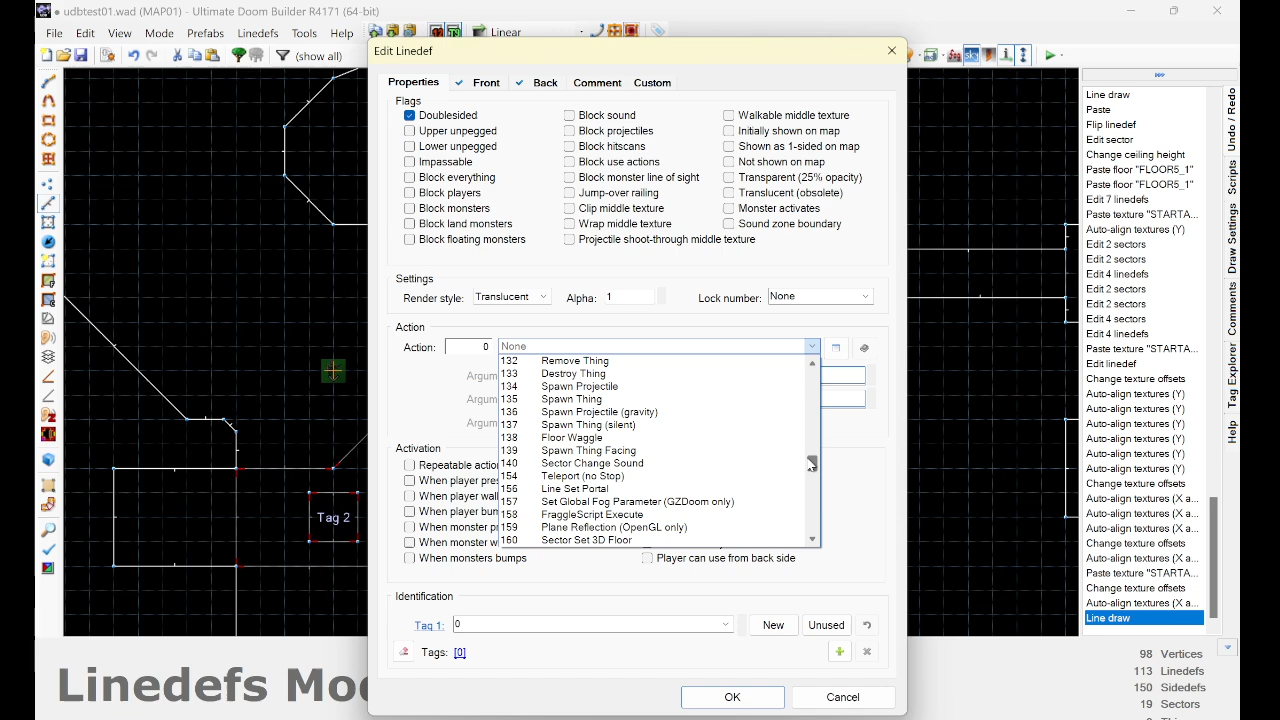 udbtest01.wad (MAP01) - Ultimate Doom Builder R4171 (64-bit)
File Edit View Mode Prefabs Linedefs Tools Help
Linear
(show all)
Edit Linedef
Properties Front Back Comment Custom
Flags
Doublesided Block sound Walkable middle texture
Upper unpegged Block projectiles Initially shown on map
Lower unpegged Block hitscans Shown as 1-sided on map
Impassable Block use actions Not shown on map
Block everything Block monster line of sight Transparent (25% opacity)
Block players Jump-over railing Translucent (obsolete)
Block monsters Clip middle texture Monster activates
Block land monsters Wrap middle texture Sound zone boundary
Block floating monsters Projectile shoot-through middle texture
Settings
Render style: Translucent Alpha: 1 Lock number: None
Action
Action: 0 None
132 Remove Thing
133 Destroy Thing
134 Spawn Projectile
135 Spawn Thing
136 Spawn Projectile (gravity)
137 Spawn Thing (silent)
138 Floor Waggle
139 Spawn Thing Facing
140 Sector Change Sound
154 Teleport (no Stop)
156 Line Set Portal
157 Set Global Fog Parameter (GZDoom only)
158 FraggleScript Execute
159 Plane Reflection (OpenGL only)
160 Sector Set 3D Floor
Argum
Argum
Argum
Activation
Repeatable action
When player pres
When player wall
When player bum
When monster pr
When monster w
When monsters bumps Player can use from back side
Identification
Tag 1: 0 New Unused
Tags: [0]
OK Cancel
Tag 2
Line draw
Paste
Flip linedef
Edit sector
Change ceiling height
Paste floor "FLOOR5_1"
Paste floor "FLOOR5_1"
Edit 7 linedefs
Paste texture "STARTA...
Auto-align textures (Y)
Edit 2 sectors
Edit 2 sectors
Edit 4 linedefs
Edit 2 sectors
Edit 2 sectors
Edit 4 sectors
Edit 4 linedefs
Paste texture "STARTA...
Edit linedef
Change texture offsets
Auto-align textures (Y)
Auto-align textures (Y)
Auto-align textures (Y)
Auto-align textures (Y)
Auto-align textures (Y)
Auto-align textures (Y)
Change texture offsets
Auto-align textures (X a...
Auto-align textures (X a...
Auto-align textures (X a...
Change texture offsets
Auto-align textures (X a...
Paste texture "STARTA...
Change texture offsets
Auto-align textures (X a...
Line draw
Undo / Redo
Scripts
Draw Settings
Comments
Tag Explorer
Help
Linedefs Mo
98 Vertices
113 Linedefs
150 Sidedefs
19 Sectors